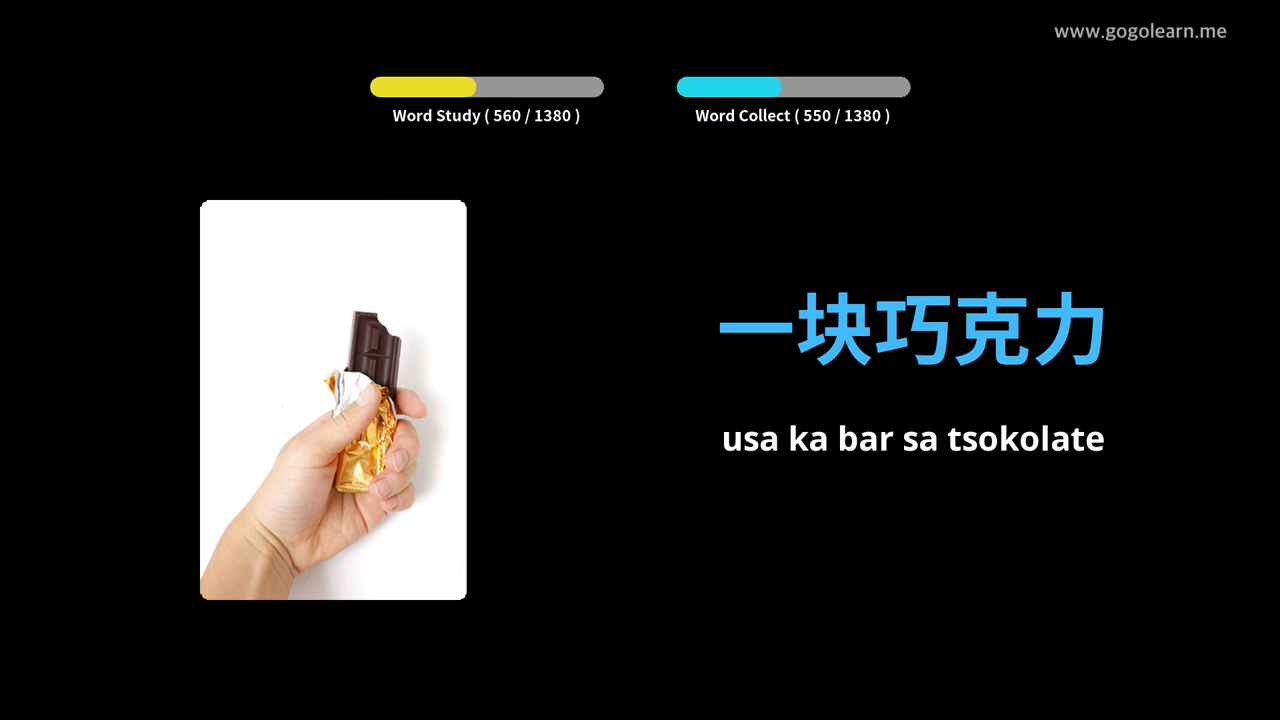 www.gogolearn.me
Word Study ( 560 / 1380 )
Word Collect ( 550 / 1380 )
一块巧克力
usa ka bar sa tsokolate